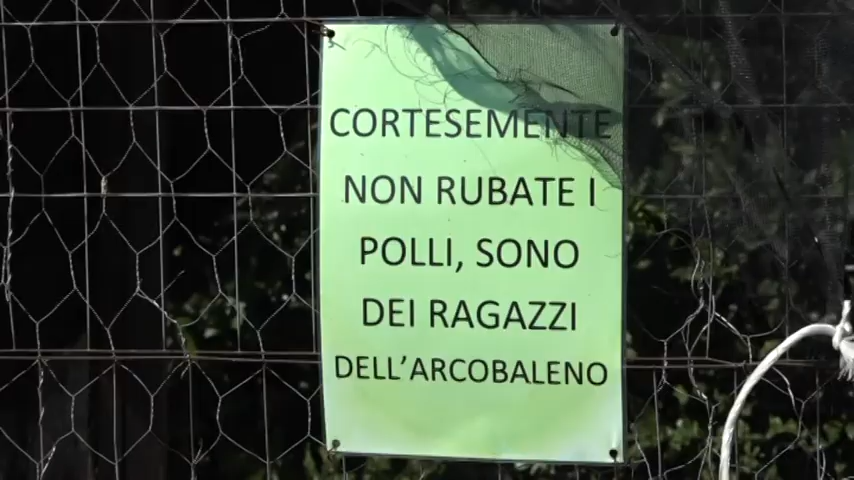 CORTESEMENTE
NON RUBATE I
POLLI, SONO
DEI RAGAZZI
DELL'ARCOBALENO